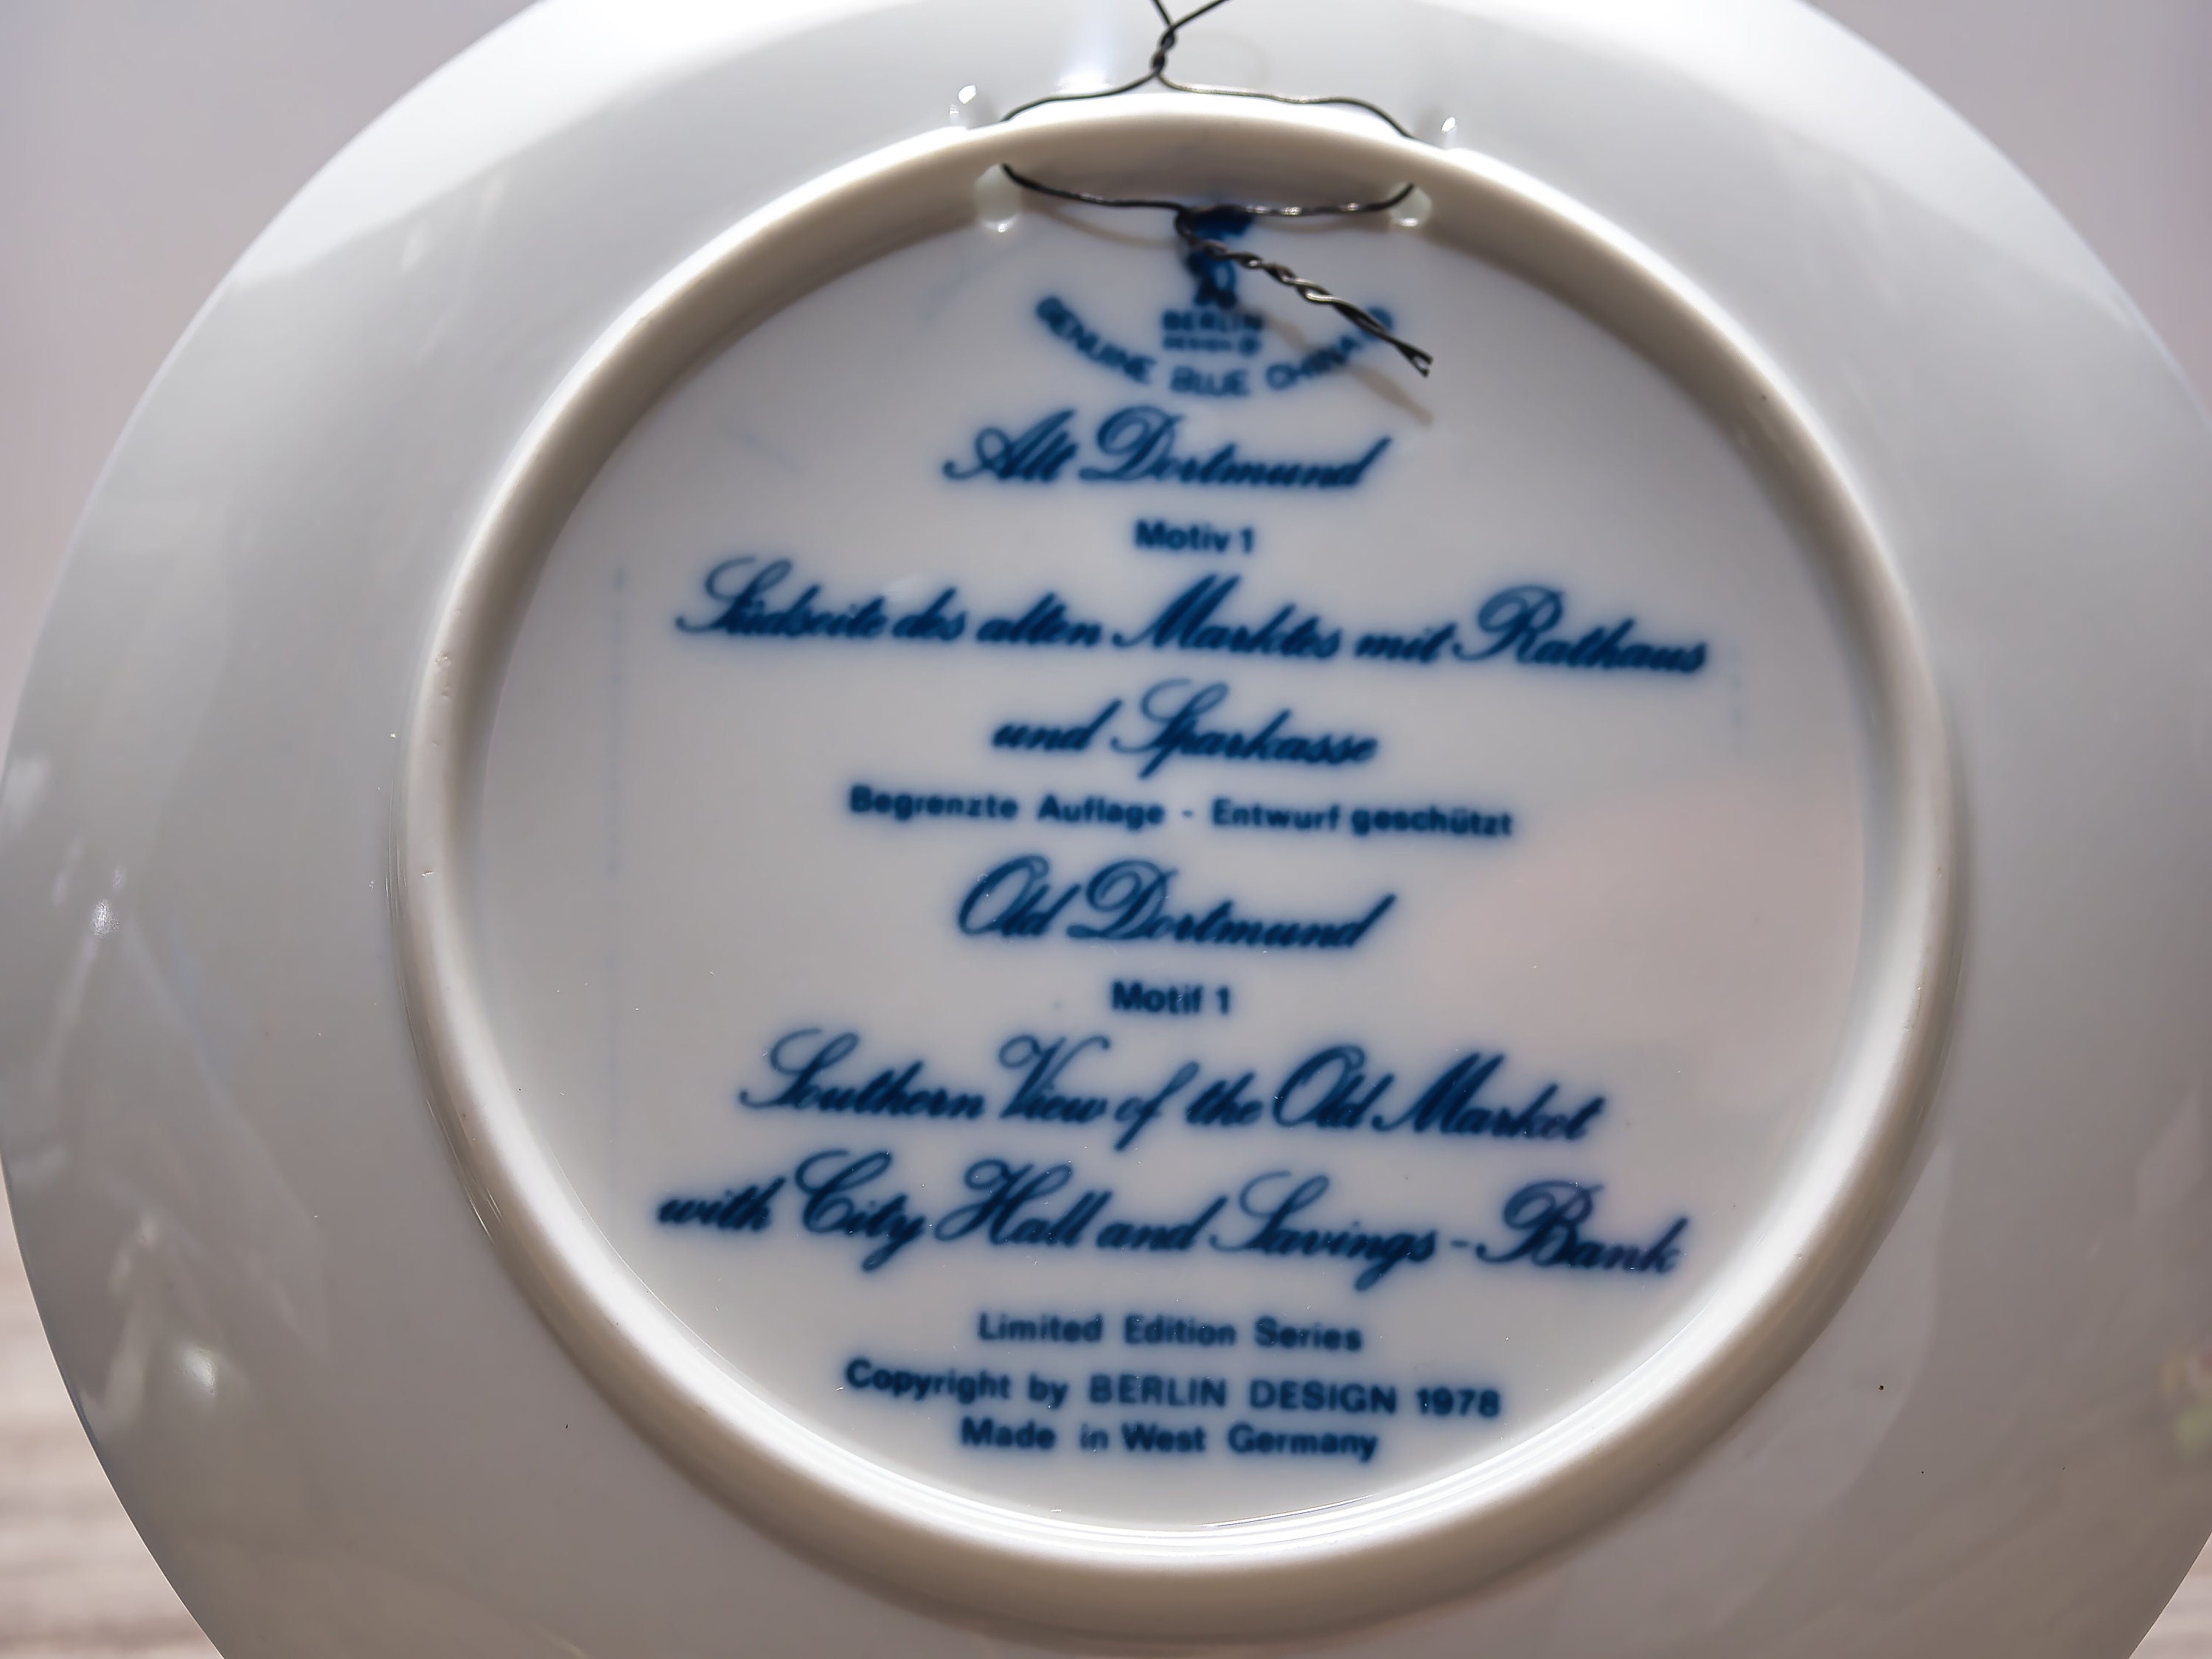 BERLIN
DESIGN
GENUINE BLUE CHINA
Alt Dortmund
Motiv 1
Südseite des alten Marktes mit Rathaus
und Sparkasse
Begrenzte Auflage - Entwurf geschützt
Old Dortmund
Motif 1
Southern View of the Old Market
with City Hall and Savings - Bank
Limited Edition Series
Copyright by BERLIN DESIGN 1978
Made in West Germany